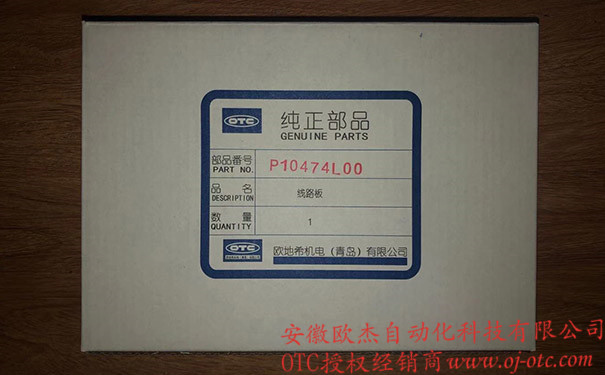 OTC 纯正部品
GENUINE PARTS
部品番号
PART NO. P10474L00
品 名
DESCRIPTION 线路板
数 量
QUANTITY 1
OTC 欧地希机电（青岛）有限公司
安徽欧杰自动化科技有限公司
OTC授权经销商www.oj-otc.com